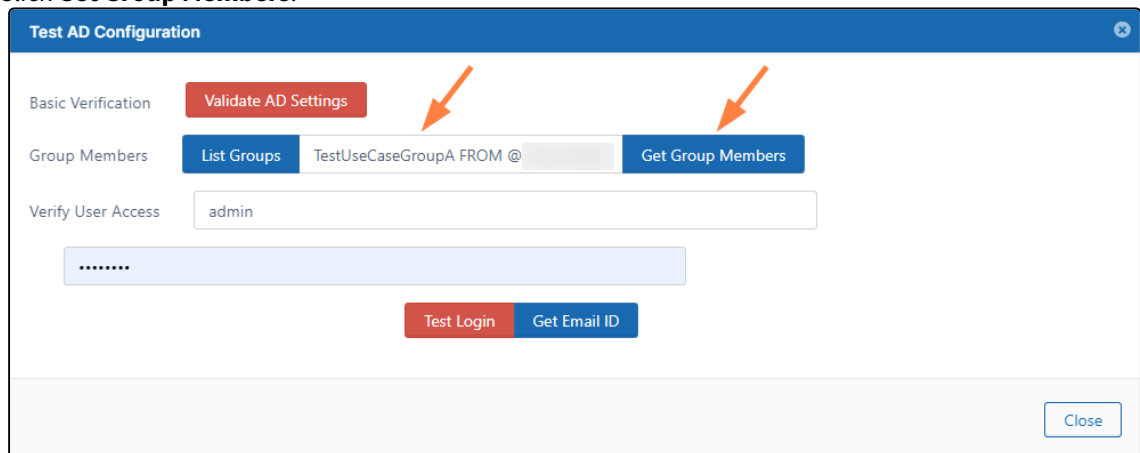 Test AD Configuration
Basic Verification Validate AD Settings
Group Members List Groups TestUseCaseGroupA FROM @ Get Group Members
Verify User Access admin
••••••••
Test Login Get Email ID
Close